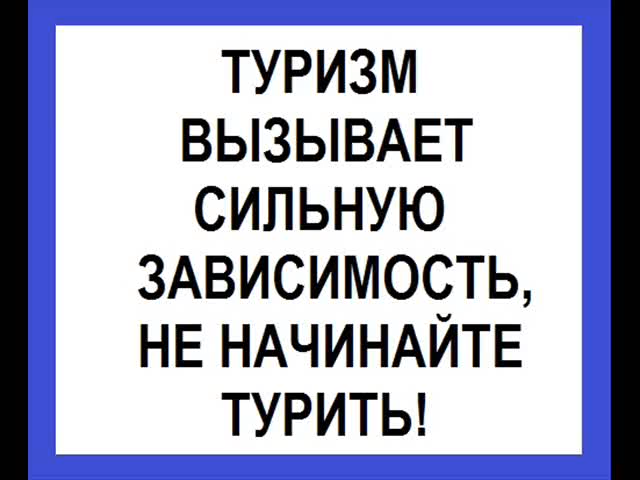 ТУРИЗМ
ВЫЗЫВАЕТ
СИЛЬНУЮ
ЗАВИСИМОСТЬ,
НЕ НАЧИНАЙТЕ
ТУРИТЬ!